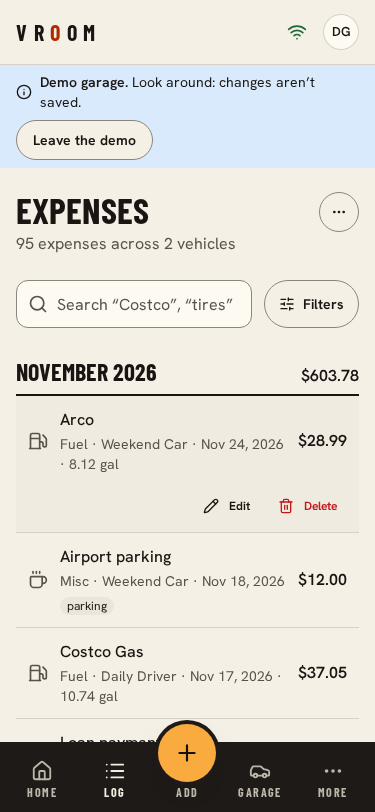 VROOM
DG
Demo garage. Look around: changes aren’t
saved.
Leave the demo
EXPENSES
95 expenses across 2 vehicles
Search “Costco”, “tires”
Filters
NOVEMBER 2026
$603.78
Arco
Fuel · Weekend Car · Nov 24, 2026
· 8.12 gal
$28.99
Edit
Delete
Airport parking
Misc · Weekend Car · Nov 18, 2026
$12.00
parking
Costco Gas
Fuel · Daily Driver · Nov 17, 2026 ·
10.74 gal
$37.05
Loan payment
HOME
LOG
ADD
GARAGE
MORE